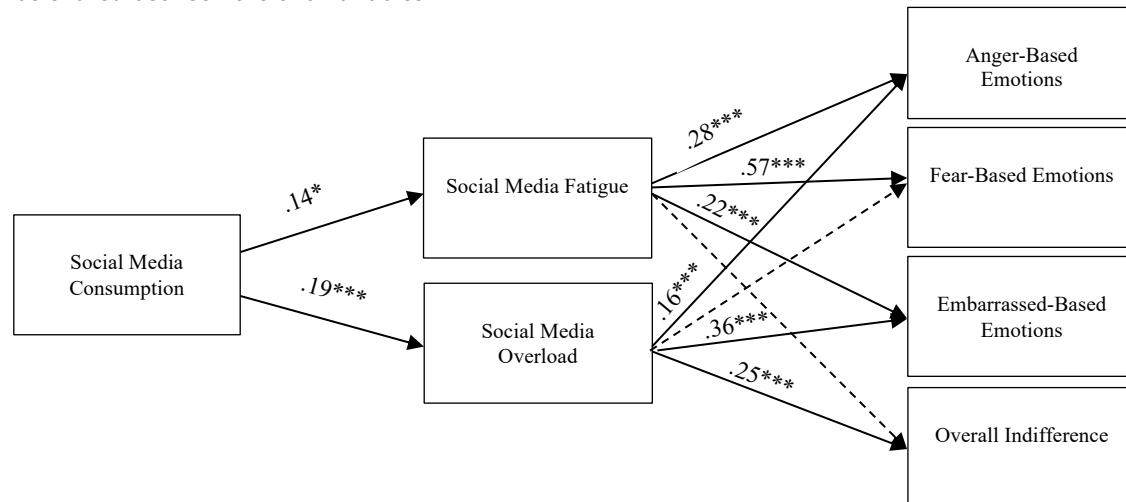 Anger-Based
Emotions
.28***
Social Media Fatigue
.57***
Fear-Based Emotions
.14*
.22***
Social Media
Consumption
.19***
.16***
Social Media
Overload
.36***
Embarrassed-Based
Emotions
.25***
Overall Indifference